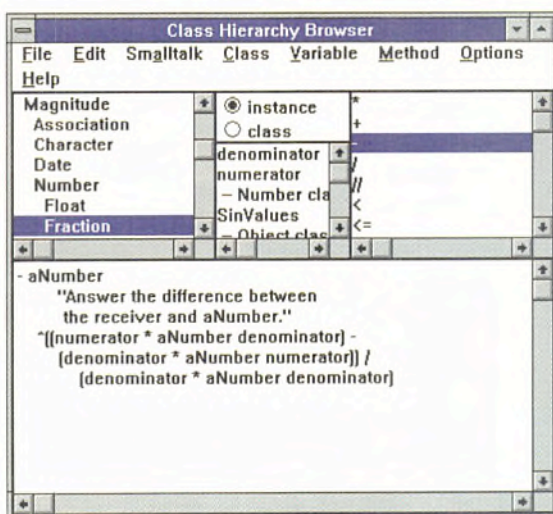 Class Hierarchy Browser
File Edit Smalltalk Class Variable Method Options
Help
Magnitude
Association
Character
Date
Number
Float
Fraction
instance
class
denominator
numerator
– Number cla
SinValues
– Object clas
*
+
-
/
//
<
<=
- aNumber
"Answer the difference between
the receiver and aNumber."
^((numerator * aNumber denominator) -
(denominator * aNumber numerator)) /
(denominator * aNumber denominator)